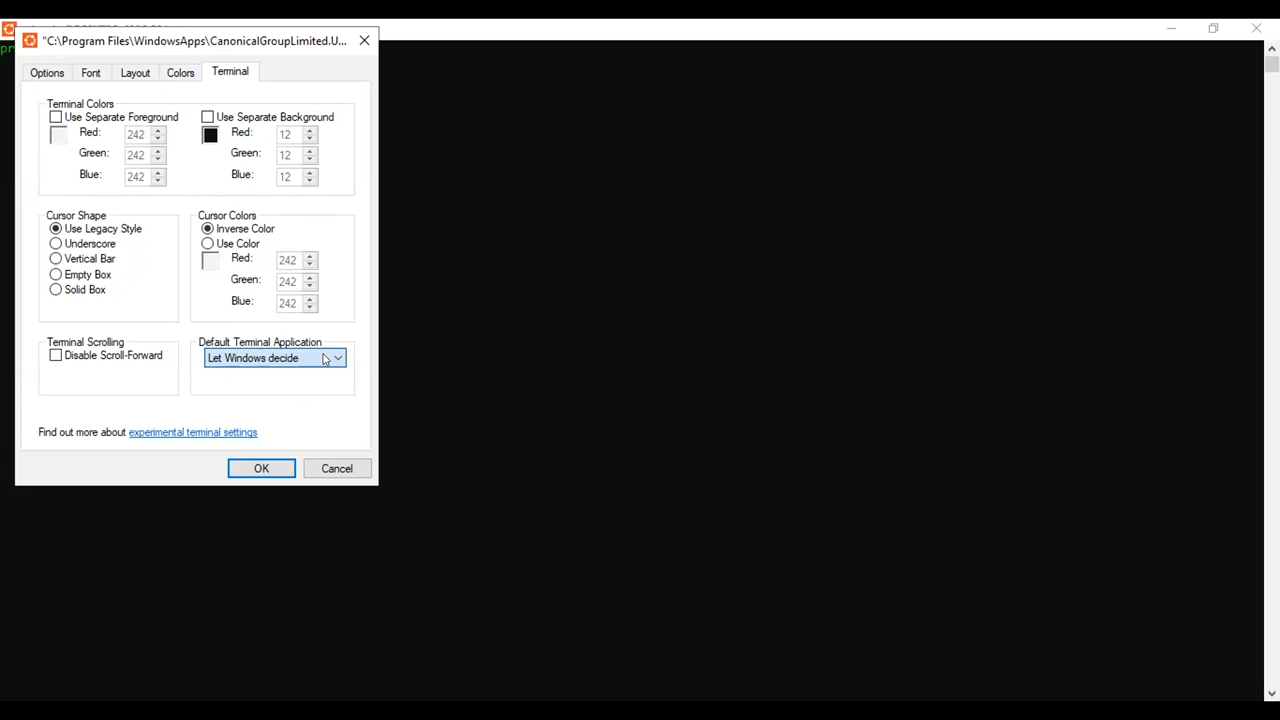 "C:\Program Files\WindowsApps\CanonicalGroupLimited.U...
Options Font Layout Colors Terminal
Terminal Colors
Use Separate Foreground
Red: 242
Green: 242
Blue: 242
Use Separate Background
Red: 12
Green: 12
Blue: 12
Cursor Shape
Use Legacy Style
Underscore
Vertical Bar
Empty Box
Solid Box
Cursor Colors
Inverse Color
Use Color
Red: 242
Green: 242
Blue: 242
Terminal Scrolling
Disable Scroll-Forward
Default Terminal Application
Let Windows decide
Find out more about experimental terminal settings
OK Cancel